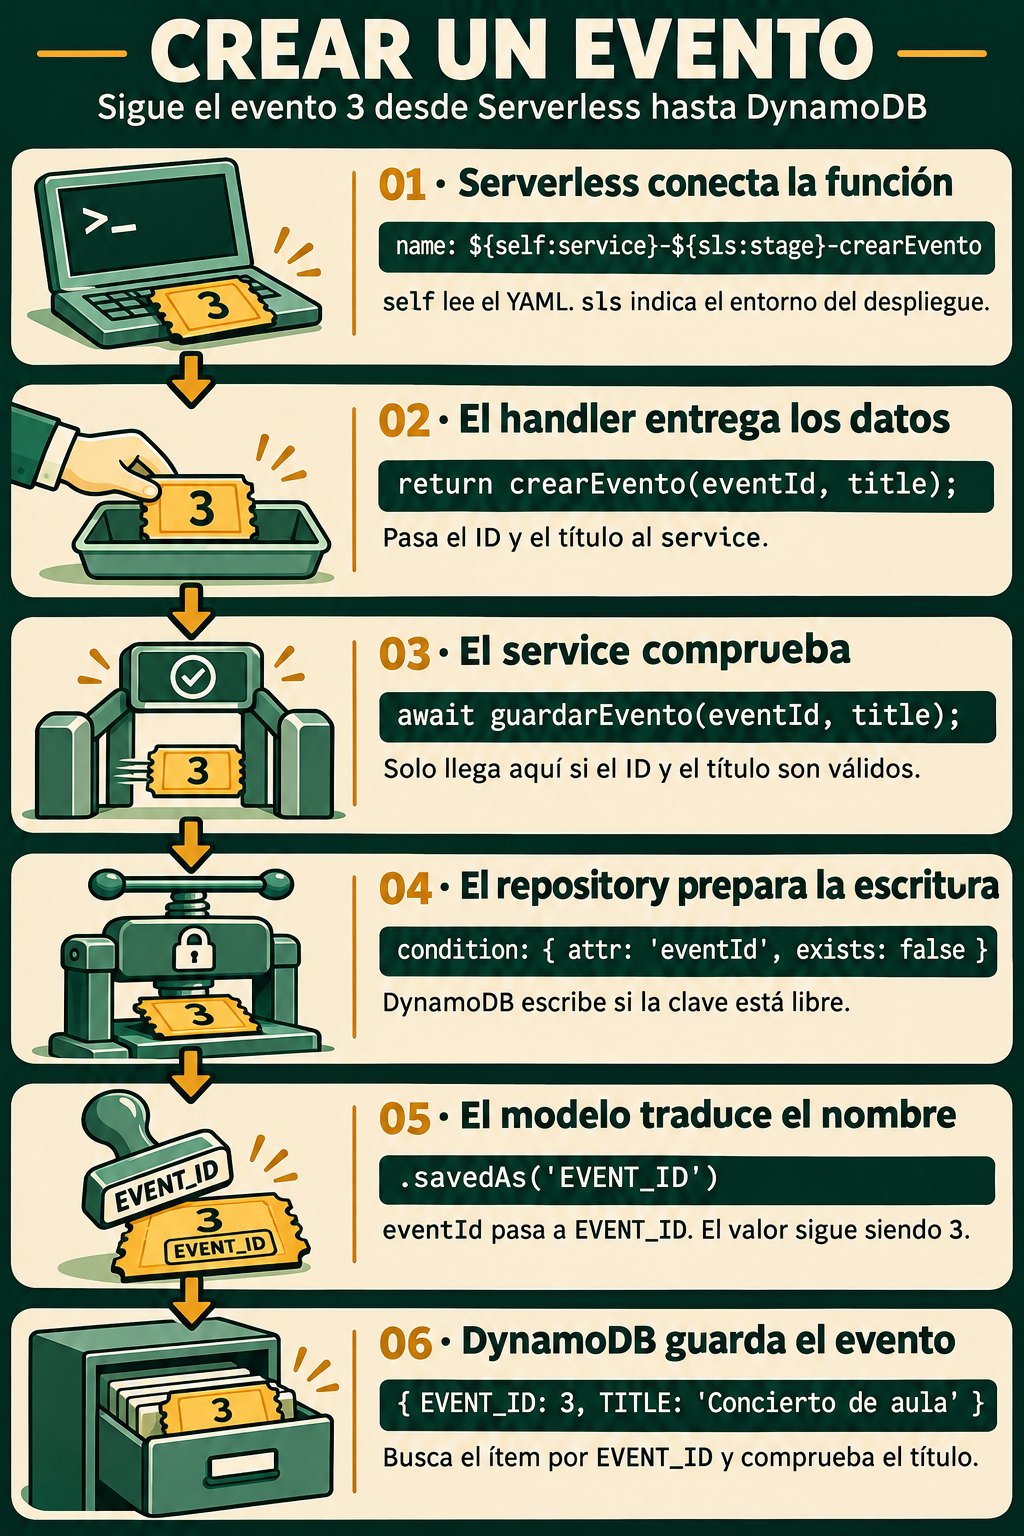 CREAR UN EVENTO
Sigue el evento 3 desde Serverless hasta DynamoDB
>_
3
01 · Serverless conecta la función
name: ${self:service}-${sls:stage}-crearEvento
self lee el YAML. sls indica el entorno del despliegue.
3
02 · El handler entrega los datos
return crearEvento(eventId, title);
Pasa el ID y el título al service.
3
03 · El service comprueba
await guardarEvento(eventId, title);
Solo llega aquí si el ID y el título son válidos.
3
04 · El repository prepara la escritura
condition: { attr: 'eventId', exists: false }
DynamoDB escribe si la clave está libre.
EVENT_ID
3
EVENT_ID
05 · El modelo traduce el nombre
.savedAs('EVENT_ID')
eventId pasa a EVENT_ID. El valor sigue siendo 3.
3
06 · DynamoDB guarda el evento
{ EVENT_ID: 3, TITLE: 'Concierto de aula' }
Busca el ítem por EVENT_ID y comprueba el título.